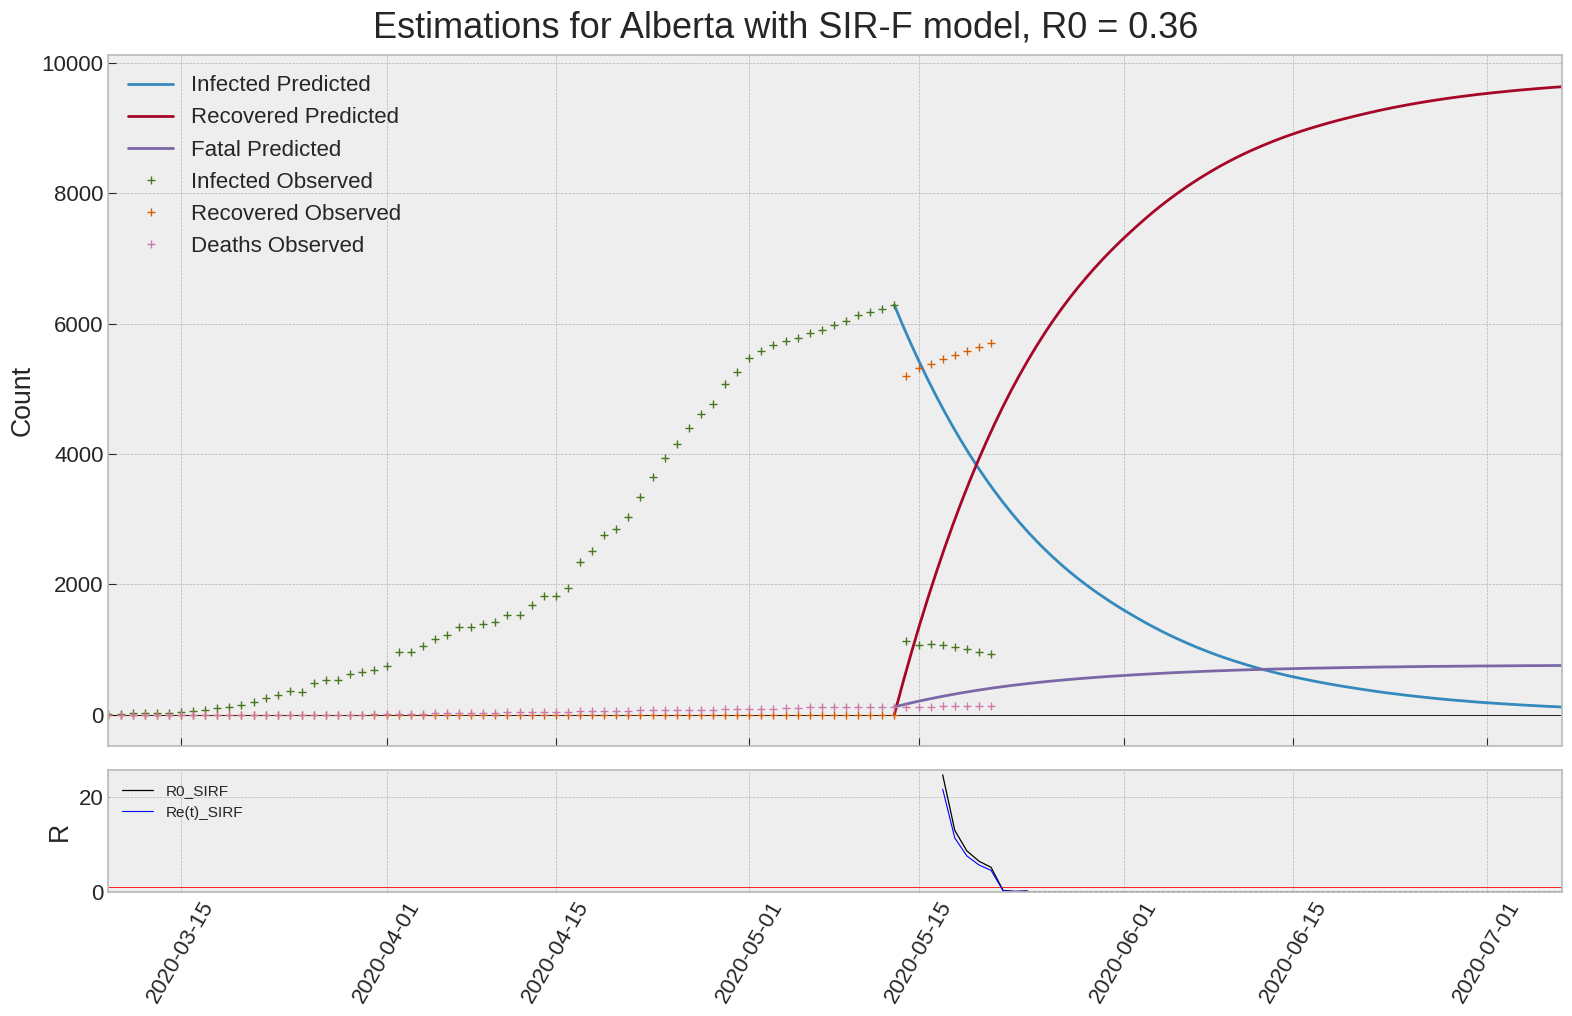 Estimations for Alberta with SIR-F model, R0 = 0.36
10000
8000
6000
4000
2000
0
Count
Infected Predicted
Recovered Predicted
Fatal Predicted
Infected Observed
Recovered Observed
Deaths Observed
20
0
R
R0_SIRF
Re(t)_SIRF
2020-03-15
2020-04-01
2020-04-15
2020-05-01
2020-05-15
2020-06-01
2020-06-15
2020-07-01